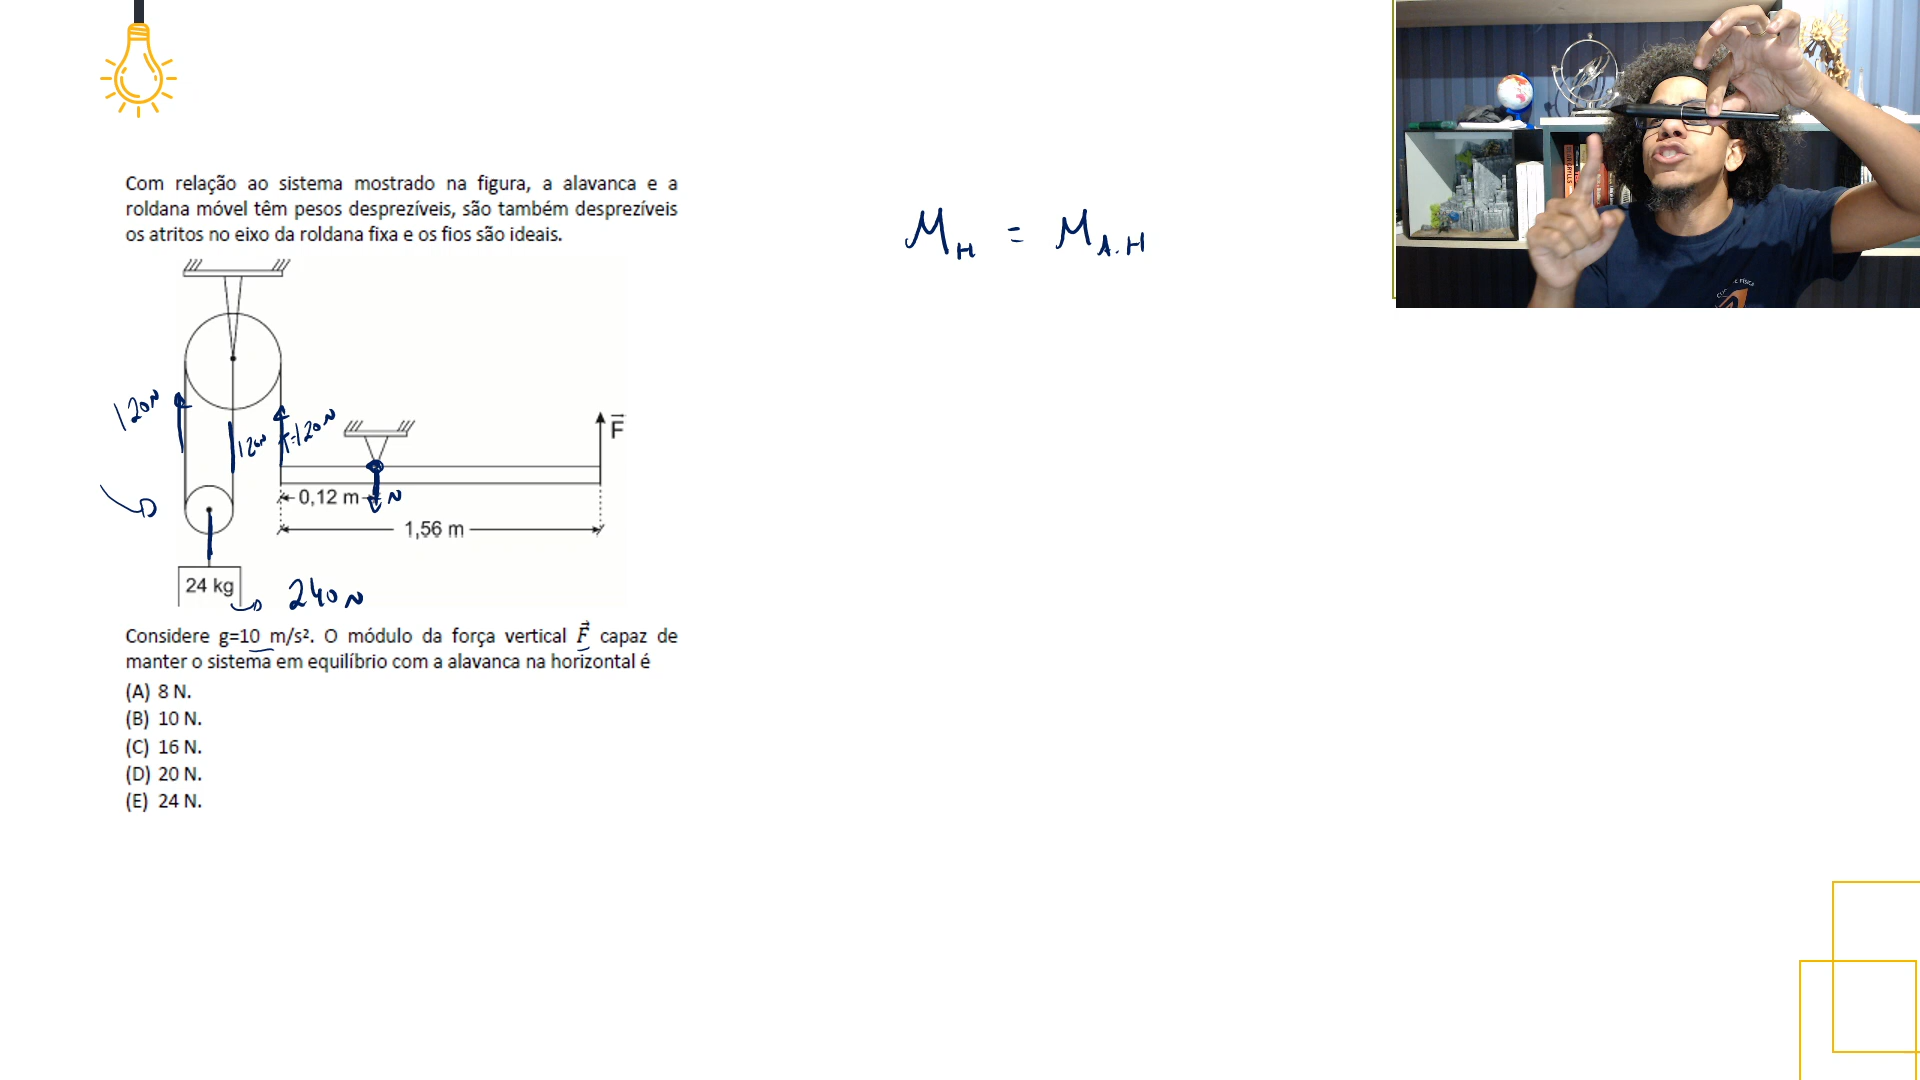 Com relação ao sistema mostrado na figura, a alavanca e a
roldana móvel têm pesos desprezíveis, são também desprezíveis
os atritos no eixo da roldana fixa e os fios são ideais.
M_H = M_A.H
120N
120N
T=120N
F
0,12 m
N
1,56 m
24 kg
240N
Considere g=10 m/s². O módulo da força vertical F capaz de
manter o sistema em equilíbrio com a alavanca na horizontal é
(A) 8 N.
(B) 10 N.
(C) 16 N.
(D) 20 N.
(E) 24 N.